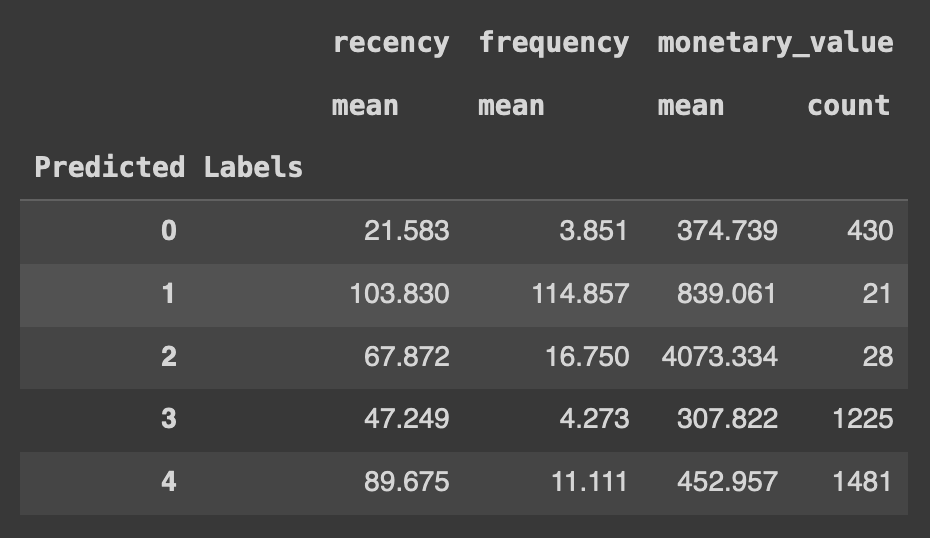 recency frequency monetary_value
mean mean mean count
Predicted Labels
0 21.583 3.851 374.739 430
1 103.830 114.857 839.061 21
2 67.872 16.750 4073.334 28
3 47.249 4.273 307.822 1225
4 89.675 11.111 452.957 1481